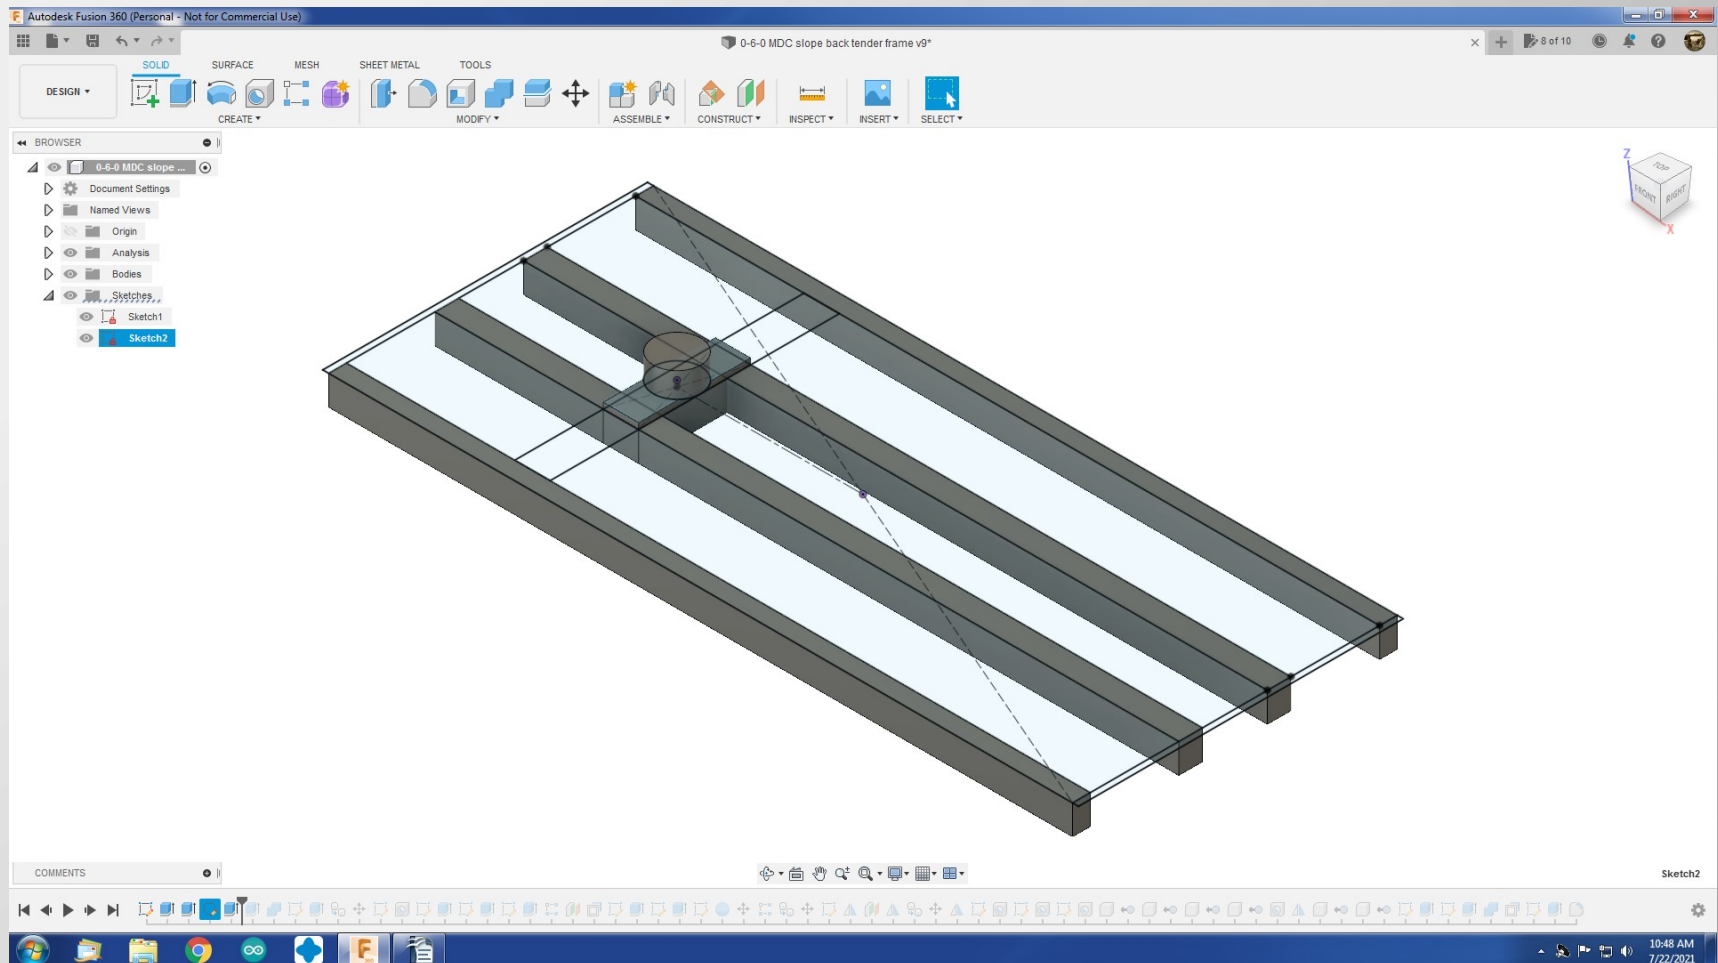 Autodesk Fusion 360 (Personal - Not for Commercial Use)
0-6-0 MDC slope back tender frame v9*
8 of 10
SOLID SURFACE MESH SHEET METAL TOOLS
DESIGN
CREATE MODIFY ASSEMBLE CONSTRUCT INSPECT INSERT SELECT
BROWSER
0-6-0 MDC slope ...
Document Settings
Named Views
Origin
Analysis
Bodies
Sketches
Sketch1
Sketch2
Z
TOP
FRONT
RIGHT
X
COMMENTS
Sketch2
10:48 AM
7/22/2021